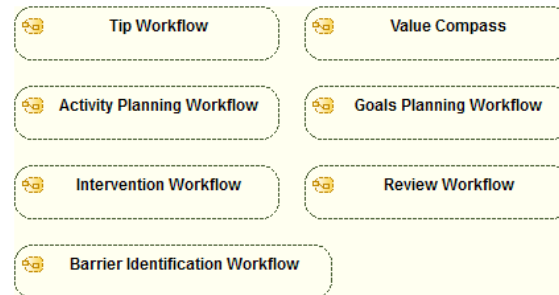 Tip Workflow
Value Compass
Activity Planning Workflow
Goals Planning Workflow
Intervention Workflow
Review Workflow
Barrier Identification Workflow